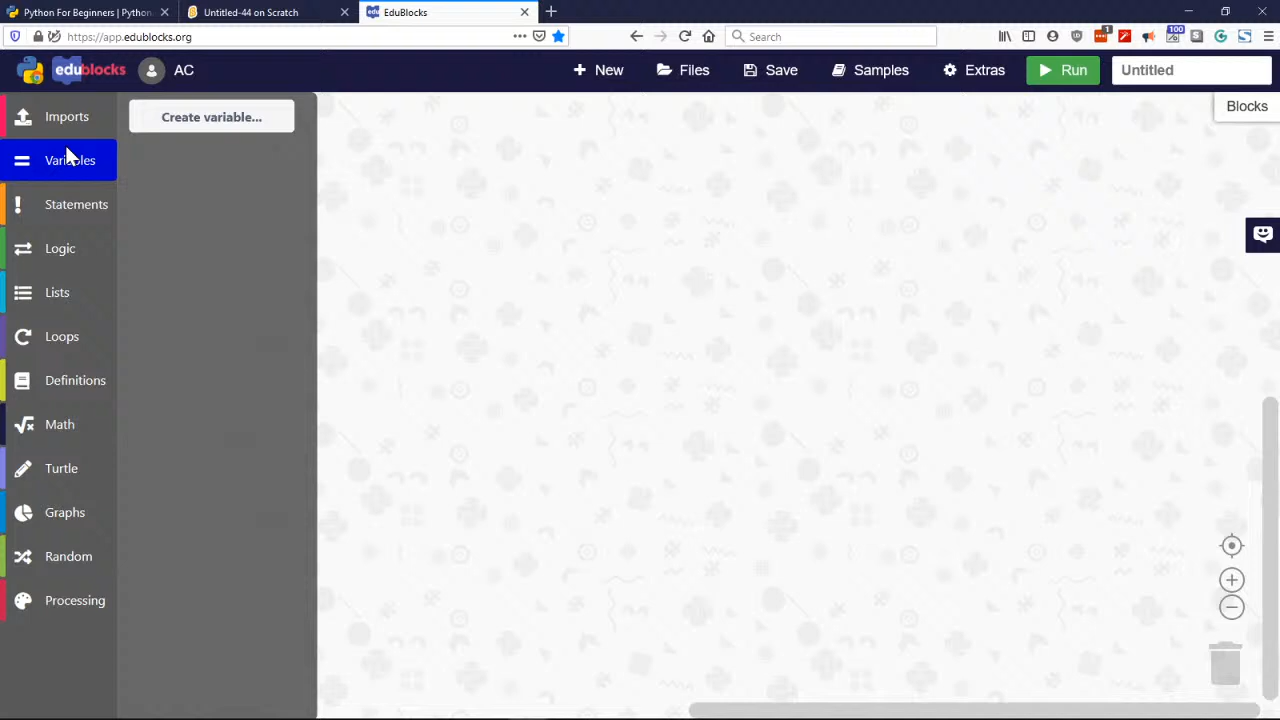 Python For Beginners | Python.
Untitled-44 on Scratch
EduBlocks
https://app.edublocks.org
Search
1
100
edublocks
AC
New
Files
Save
Samples
Extras
Run
Untitled
Imports
Create variable...
Blocks
Variables
Statements
Logic
Lists
Loops
Definitions
Math
Turtle
Graphs
Random
Processing